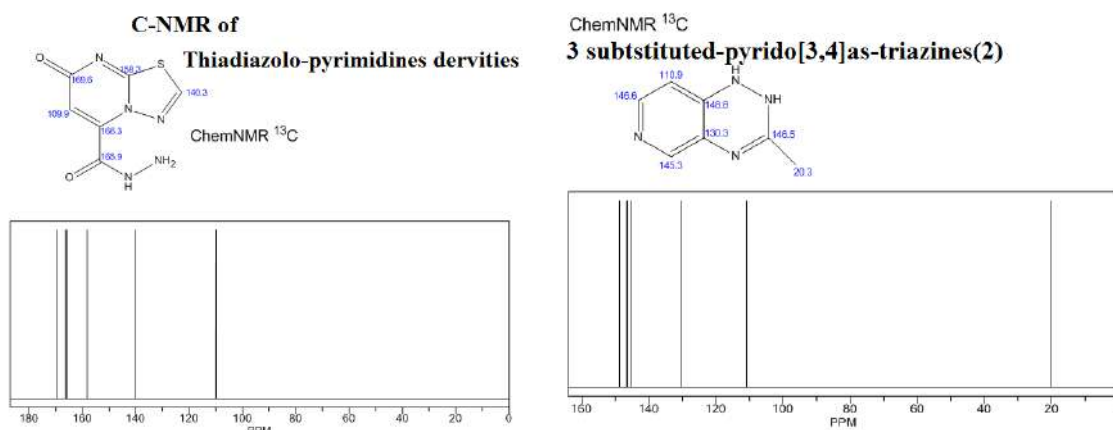 C-NMR of
Thiadiazolo-pyrimidines dervities
O
N
S
158.3
169.6
140.3
N
109.9
N
166.3
ChemNMR ¹³C
O
N
H
NH₂
180 160 140 120 100 80 60 40 20 0
PPM
ChemNMR ¹³C
3 subtstituted-pyrido[3,4]as-triazines(2)
H
N
110.9
146.6
148.8
NH
N
130.3
146.5
N
145.3
20.3
160 140 120 100 80 60 40 20
PPM